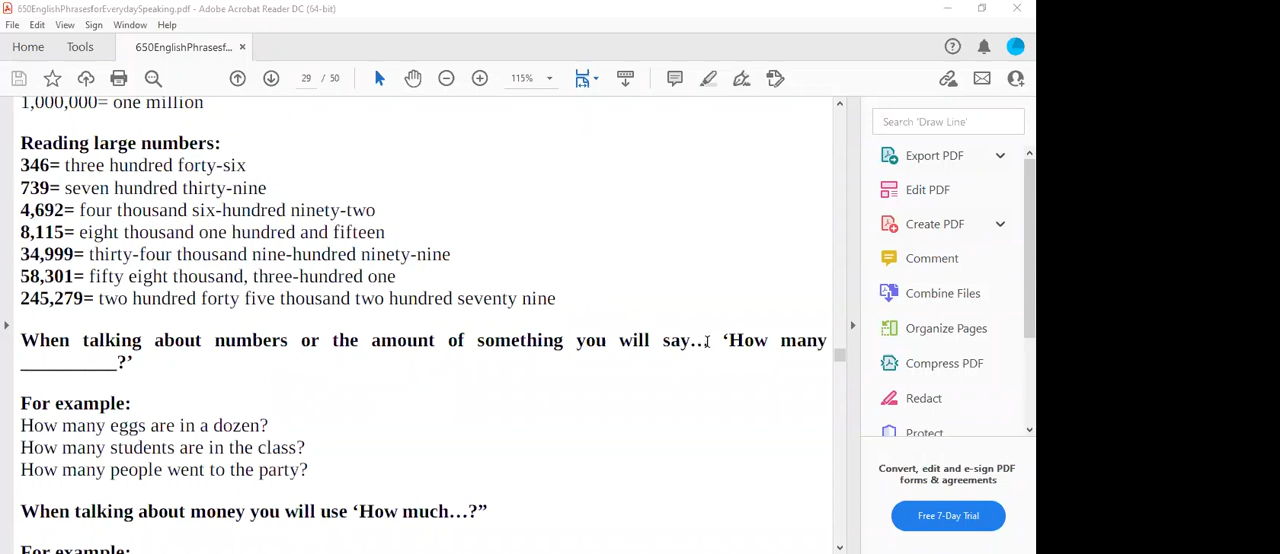 650EnglishPhrasesforEverydaySpeaking.pdf - Adobe Acrobat Reader DC (64-bit)
File Edit View Sign Window Help
Home Tools 650EnglishPhrasesf... ×
29 / 50 115%
1,000,000= one million
Reading large numbers:
346= three hundred forty-six
739= seven hundred thirty-nine
4,692= four thousand six-hundred ninety-two
8,115= eight thousand one hundred and fifteen
34,999= thirty-four thousand nine-hundred ninety-nine
58,301= fifty eight thousand, three-hundred one
245,279= two hundred forty five thousand two hundred seventy nine
When talking about numbers or the amount of something you will say… ‘How many
___________?’
For example:
How many eggs are in a dozen?
How many students are in the class?
How many people went to the party?
When talking about money you will use ‘How much…?”
For example:
Search 'Draw Line'
Export PDF
Edit PDF
Create PDF
Comment
Combine Files
Organize Pages
Compress PDF
Redact
Protect
Convert, edit and e-sign PDF
forms & agreements
Free 7-Day Trial